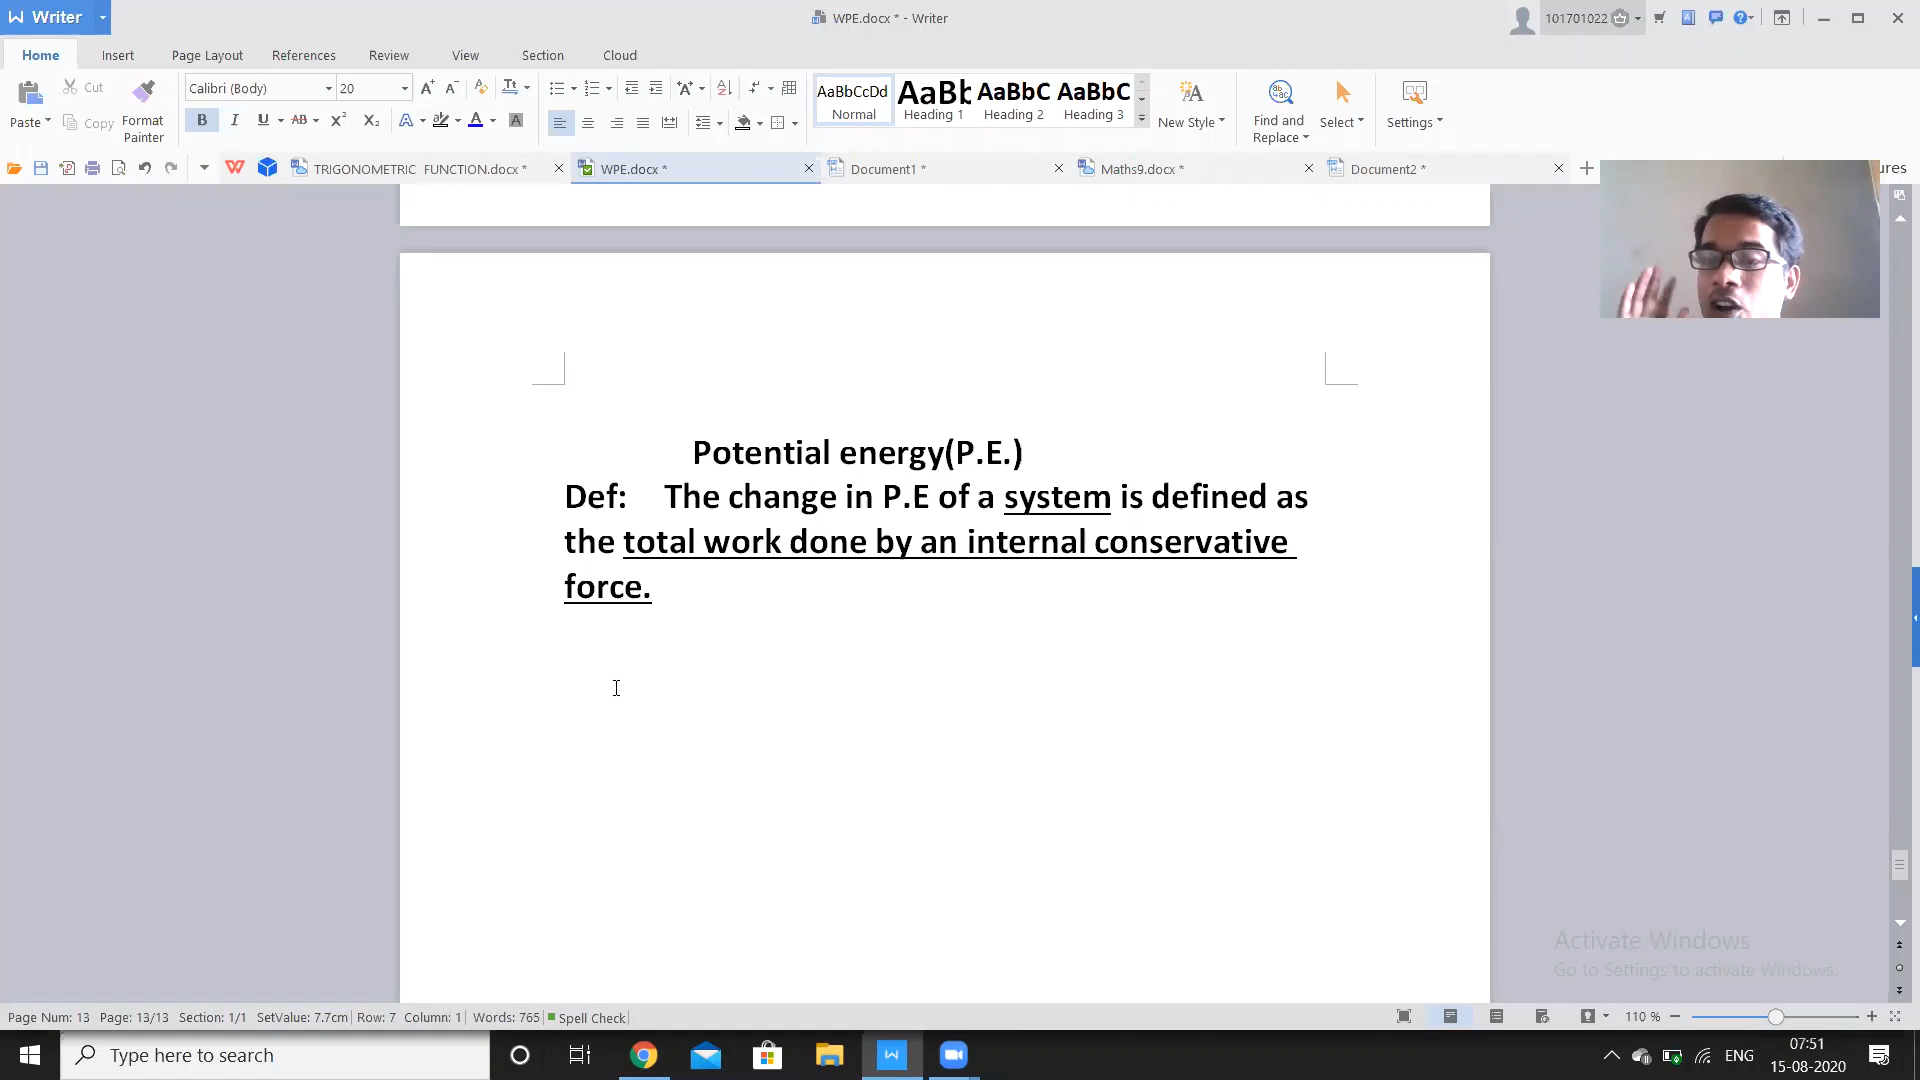 Writer
WPE.docx * - Writer
101701022
Home Insert Page Layout References Review View Section Cloud
Paste Cut Copy Format Painter
Calibri (Body) 20
B I U AB X² X₂ A A A
AaBbCcDd Normal
AaBb Heading 1
AaBbC Heading 2
AaBbC Heading 3
New Style
Find and Replace
Select
Settings
TRIGONOMETRIC FUNCTION.docx * WPE.docx * Document1 * Maths9.docx * Document2 * ures
Potential energy(P.E.)
Def: The change in P.E of a system is defined as
the total work done by an internal conservative
force.
Activate Windows
Go to Settings to activate Windows.
Page Num: 13 Page: 13/13 Section: 1/1 SetValue: 7.7cm Row: 7 Column: 1 Words: 765 Spell Check 110 %
Type here to search
ENG
07:51
15-08-2020